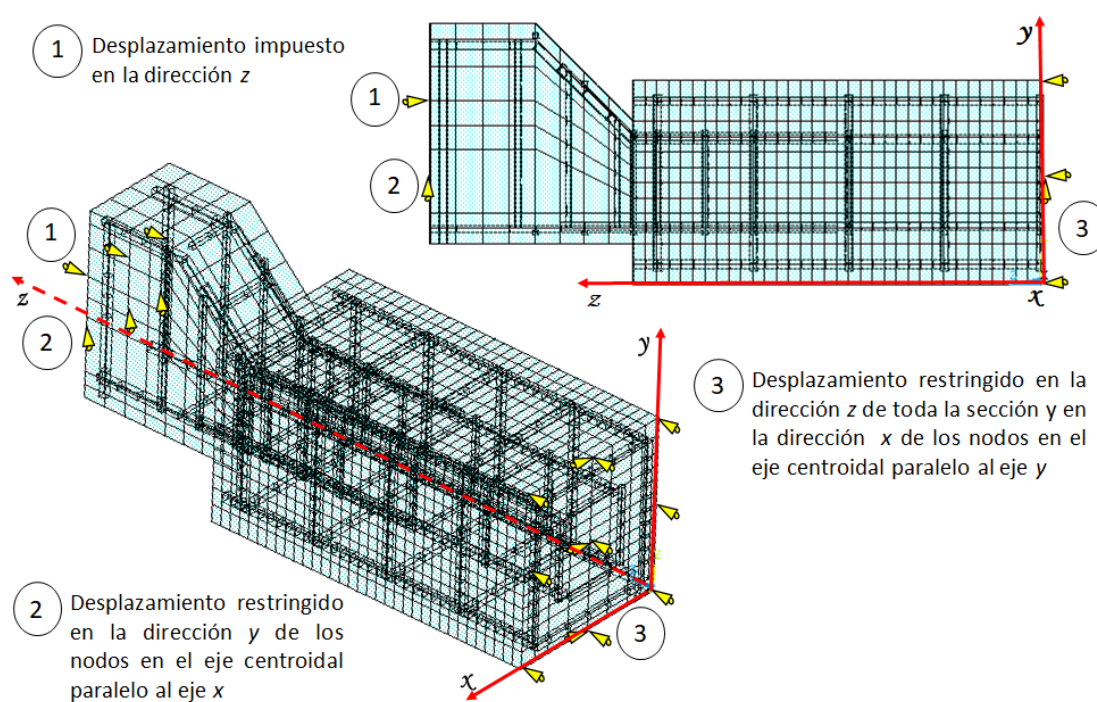 1
Desplazamiento impuesto
en la dirección z
1
2
y
3
z
x
1
z
2
y
3
Desplazamiento restringido en la
dirección z de toda la sección y en
la dirección x de los nodos en el
eje centroidal paralelo al eje y
2
Desplazamiento restringido
en la dirección y de los
nodos en el eje centroidal
paralelo al eje x
3
x